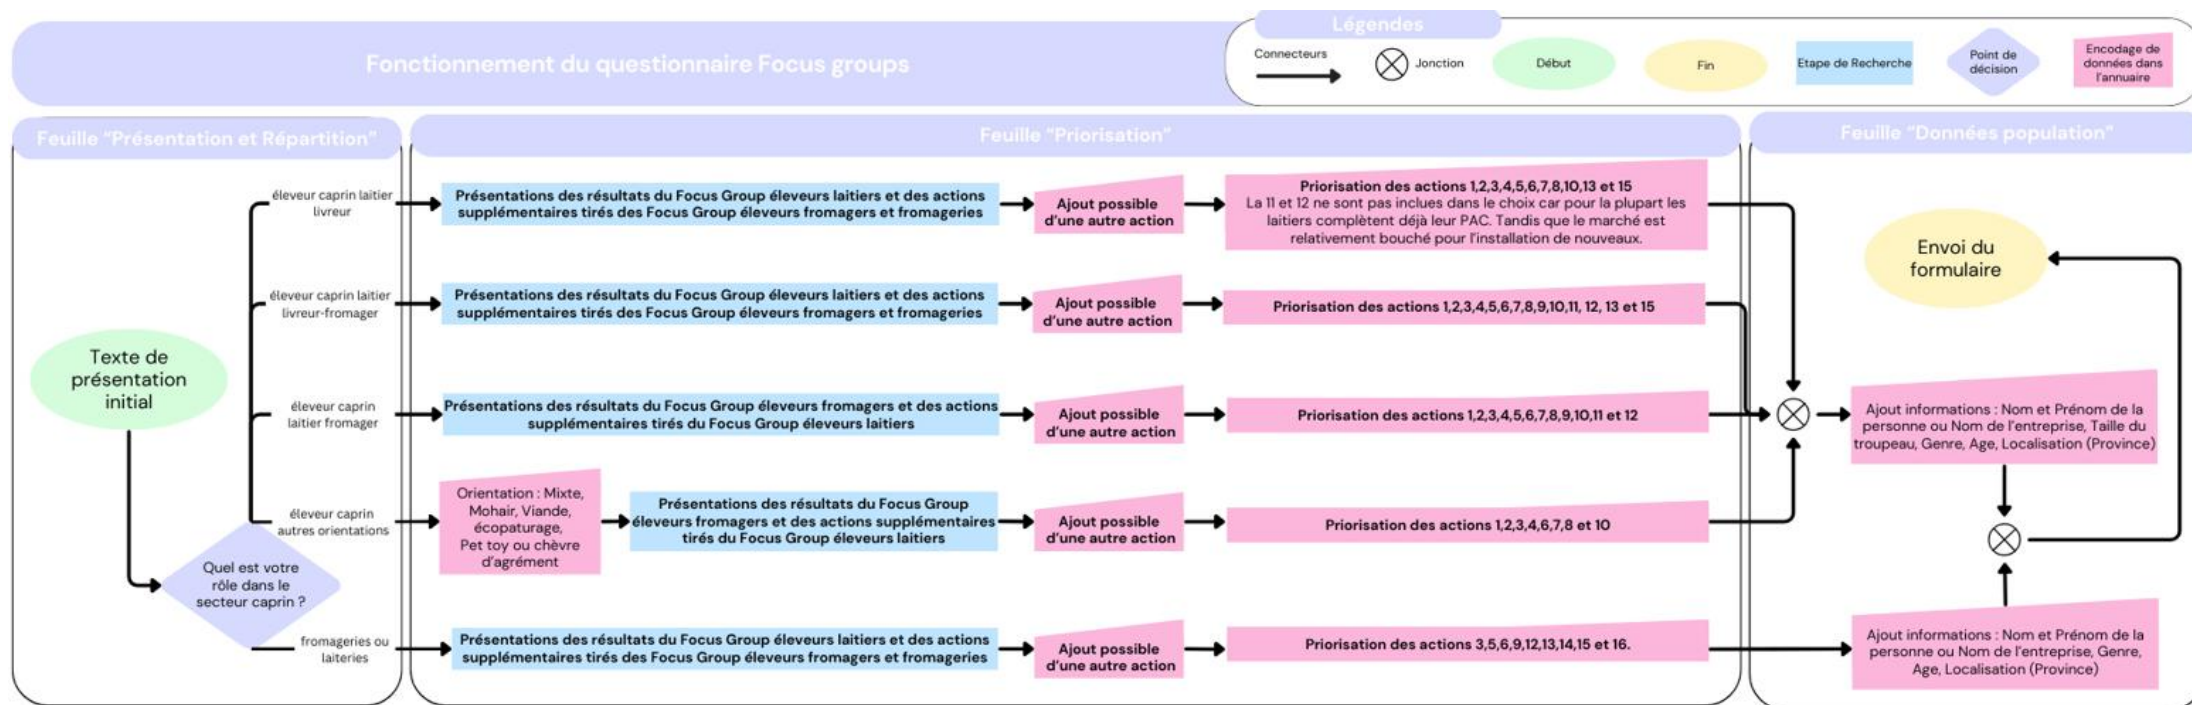 Fonctionnement du questionnaire Focus groups
Légendes
Connecteurs
Jonction
Début
Fin
Etape de Recherche
Point de
décision
Encodage de
données dans
l'annuaire
Feuille “Présentation et Répartition”
Feuille “Priorisation”
Feuille “Données population”
Texte de
présentation
initial
Quel est votre
rôle dans le
secteur caprin ?
éleveur caprin laitier
livreur
Présentations des résultats du Focus Group éleveurs laitiers et des actions
supplémentaires tirés des Focus Group éleveurs fromagers et fromageries
Ajout possible
d'une autre action
Priorisation des actions 1,2,3,4,5,6,7,8,10,13 et 15
La 11 et 12 ne sont pas inclues dans le choix car pour la plupart les
laitiers complètent déjà leur PAC. Tandis que le marché est
relativement bouché pour l'installation de nouveaux.
éleveur caprin laitier
livreur-fromager
Présentations des résultats du Focus Group éleveurs laitiers et des actions
supplémentaires tirés des Focus Group éleveurs fromagers et fromageries
Ajout possible
d'une autre action
Priorisation des actions 1,2,3,4,5,6,7,8,9,10,11, 12, 13 et 15
éleveur caprin
laitier fromager
Présentations des résultats du Focus Group éleveurs fromagers et des actions
supplémentaires tirés du Focus Group éleveurs laitiers
Ajout possible
d'une autre action
Priorisation des actions 1,2,3,4,5,6,7,8,9,10,11 et 12
éleveur caprin
autres orientations
Orientation : Mixte,
Mohair, Viande,
écopaturage,
Pet toy ou chèvre
d'agrément
Présentations des résultats du Focus Group
éleveurs fromagers et des actions supplémentaires
tirés du Focus Group éleveurs laitiers
Ajout possible
d'une autre action
Priorisation des actions 1,2,3,4,6,7,8 et 10
fromageries ou
laiteries
Présentations des résultats du Focus Group éleveurs laitiers et des actions
supplémentaires tirés des Focus Group éleveurs fromagers et fromageries
Ajout possible
d'une autre action
Priorisation des actions 3,5,6,9,12,13,14,15 et 16.
Envoi du
formulaire
Ajout informations : Nom et Prénom de la
personne ou Nom de l'entreprise, Taille du
troupeau, Genre, Age, Localisation (Province)
Ajout informations : Nom et Prénom de la
personne ou Nom de l'entreprise, Genre,
Age, Localisation (Province)